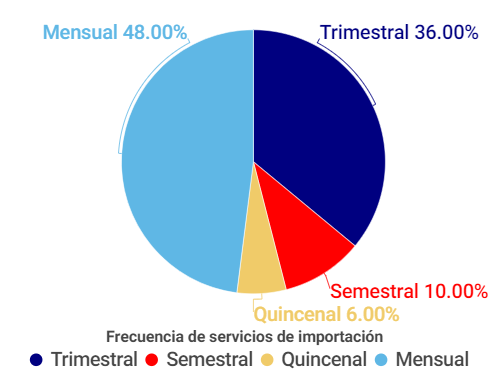 Mensual 48.00%
Trimestral 36.00%
Semestral 10.00%
Quincenal 6.00%
Frecuencia de servicios de importación
Trimestral Semestral Quincenal Mensual